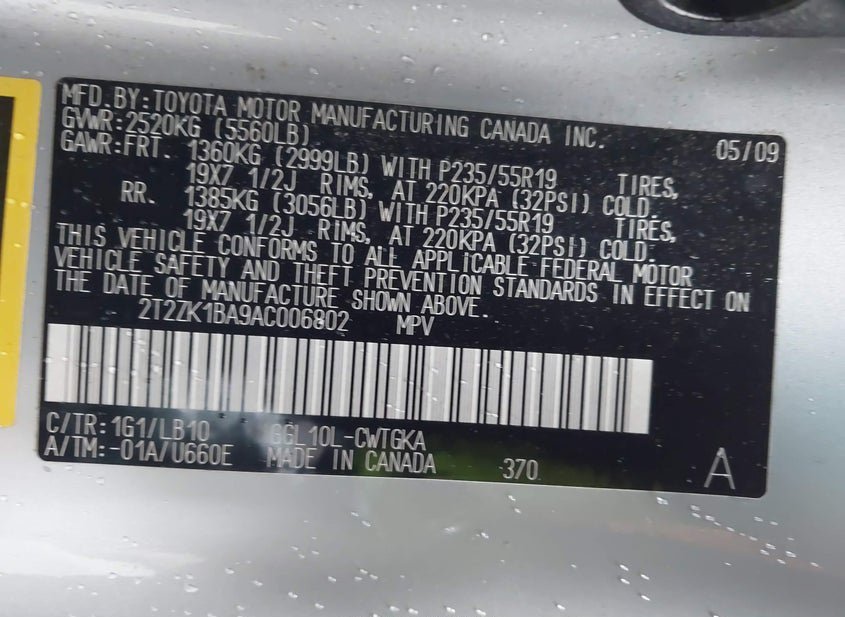 MFD. BY: TOYOTA MOTOR MANUFACTURING CANADA INC. 05/09
GVWR: 2520KG (5560LB)
GAWR: FRT. 1360KG (2999LB) WITH P235/55R19 TIRES,
19X7 1/2J RIMS, AT 220KPA (32PSI) COLD.
RR. 1385KG (3056LB) WITH P235/55R19 TIRES,
19X7 1/2J RIMS, AT 220KPA (32PSI) COLD.
THIS VEHICLE CONFORMS TO ALL APPLICABLE FEDERAL MOTOR
VEHICLE SAFETY AND THEFT PREVENTION STANDARDS IN EFFECT ON
THE DATE OF MANUFACTURE SHOWN ABOVE.
2T2ZK1BA9AC006802 MPV
C/TR: 1G1/LB10 GGL10L-CWTGKA
A/TM: -01A/U660E MADE IN CANADA 370 A